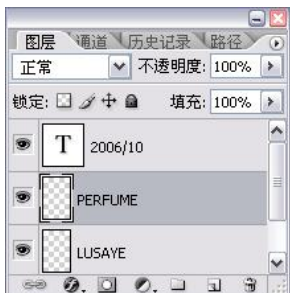 图层 通道 历史记录 路径
正常 不透明度: 100%
锁定: 填充: 100%
T 2006/10
PERFUME
LUSAYE